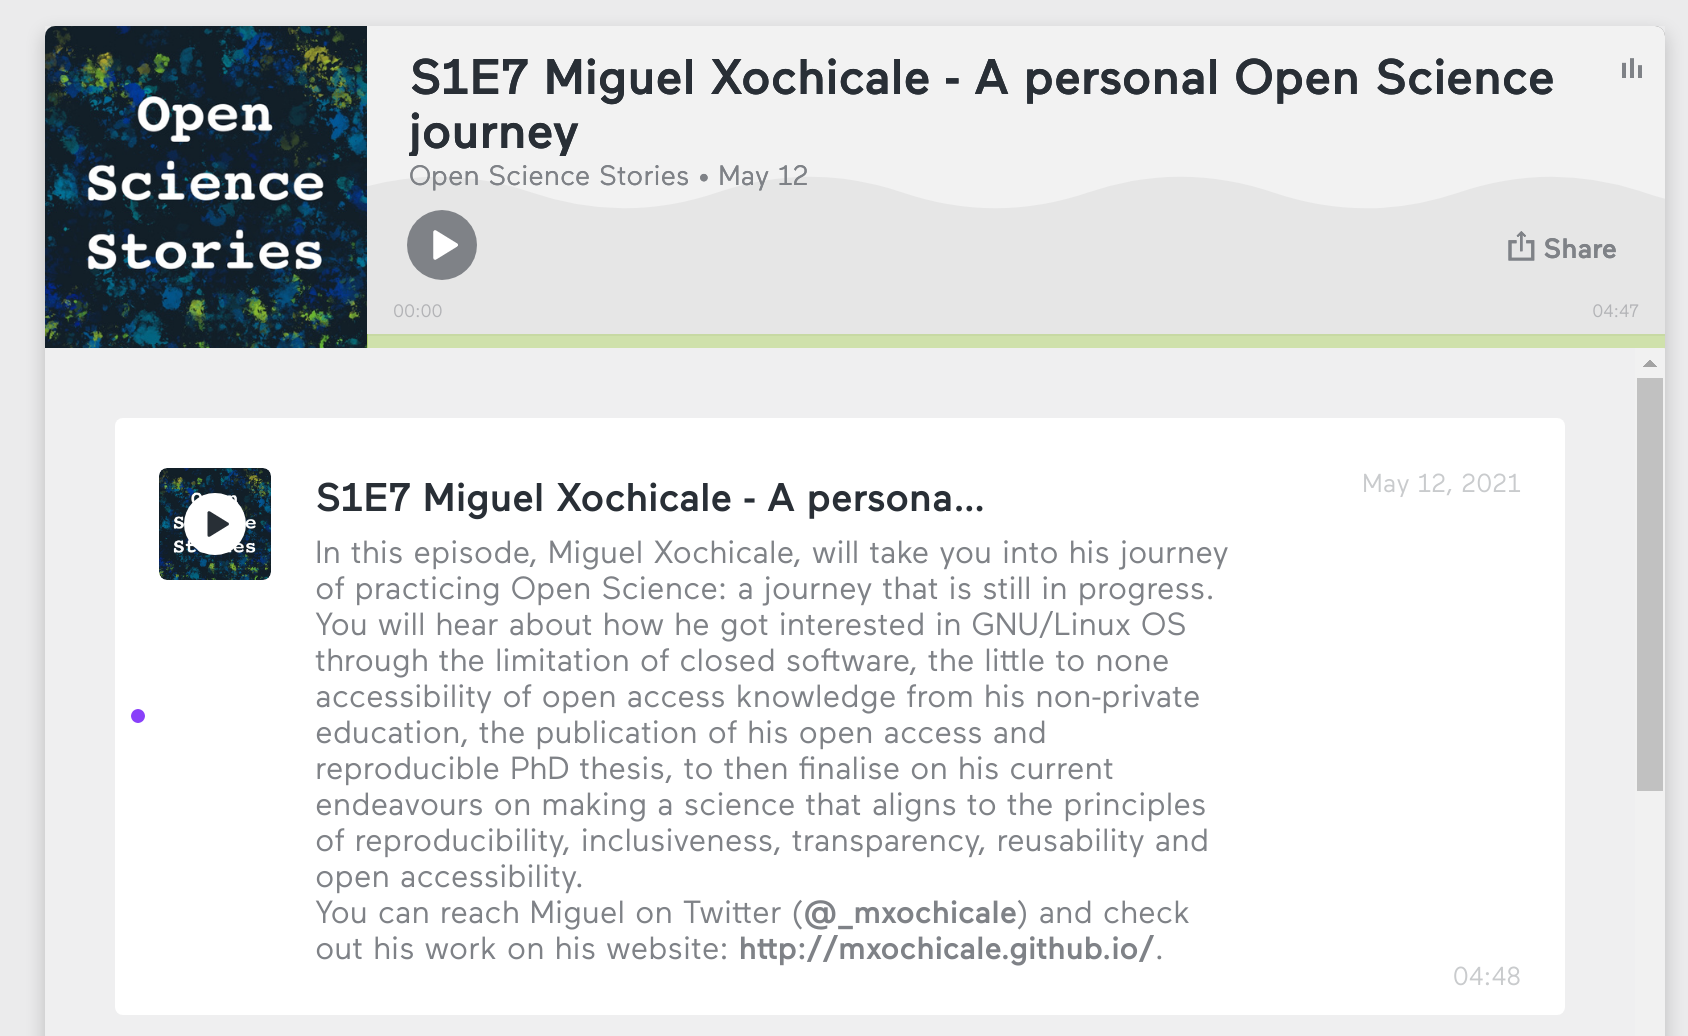 Open
Science
Stories
S1E7 Miguel Xochicale - A personal Open Science
journey
Open Science Stories • May 12
Share
00:00
04:47
S1E7 Miguel Xochicale - A persona...
May 12, 2021
In this episode, Miguel Xochicale, will take you into his journey
of practicing Open Science: a journey that is still in progress.
You will hear about how he got interested in GNU/Linux OS
through the limitation of closed software, the little to none
accessibility of open access knowledge from his non-private
education, the publication of his open access and
reproducible PhD thesis, to then finalise on his current
endeavours on making a science that aligns to the principles
of reproducibility, inclusiveness, transparency, reusability and
open accessibility.
You can reach Miguel on Twitter (@_mxochicale) and check
out his work on his website: http://mxochicale.github.io/.
04:48